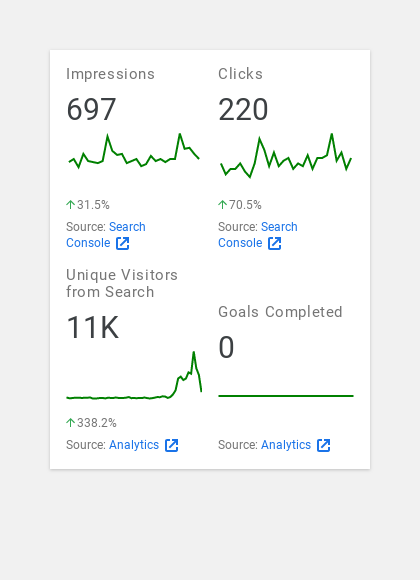 Impressions
697
↑31.5%
Source: Search
Console
Clicks
220
↑70.5%
Source: Search
Console
Unique Visitors
from Search
11K
↑338.2%
Source: Analytics
Goals Completed
0
Source: Analytics